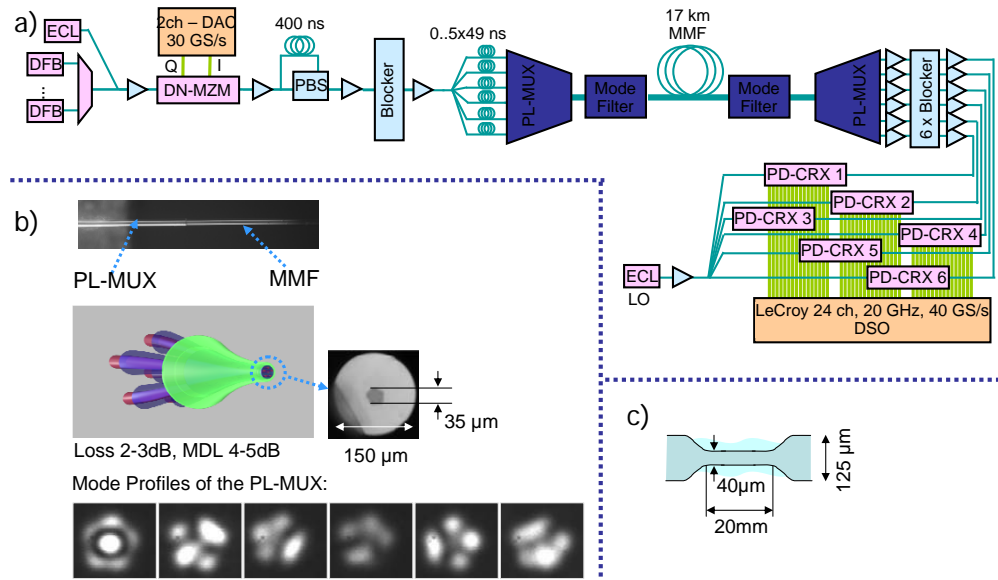 a)
ECL
DFB
...
DFB
2ch – DAC
30 GS/s
Q
I
DN-MZM
400 ns
PBS
Blocker
0..5x49 ns
PL-MUX
Mode
Filter
17 km
MMF
Mode
Filter
PL-MUX
6 x Blocker
PD-CRX 1
PD-CRX 2
PD-CRX 3
PD-CRX 4
PD-CRX 5
PD-CRX 6
ECL
LO
LeCroy 24 ch, 20 GHz, 40 GS/s
DSO
b)
PL-MUX
MMF
35 µm
150 µm
Loss 2-3dB, MDL 4-5dB
Mode Profiles of the PL-MUX:
c)
40µm
20mm
125 µm